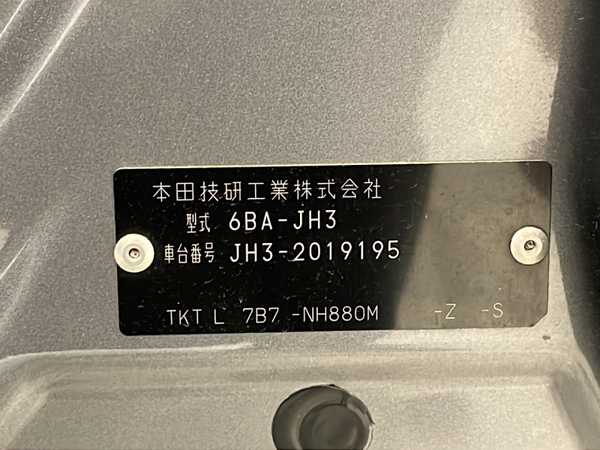 本田技研工業株式会社
型式 6BA-JH3
車台番号 JH3-2019195
TKT L 7B7 -NH880M -Z -S